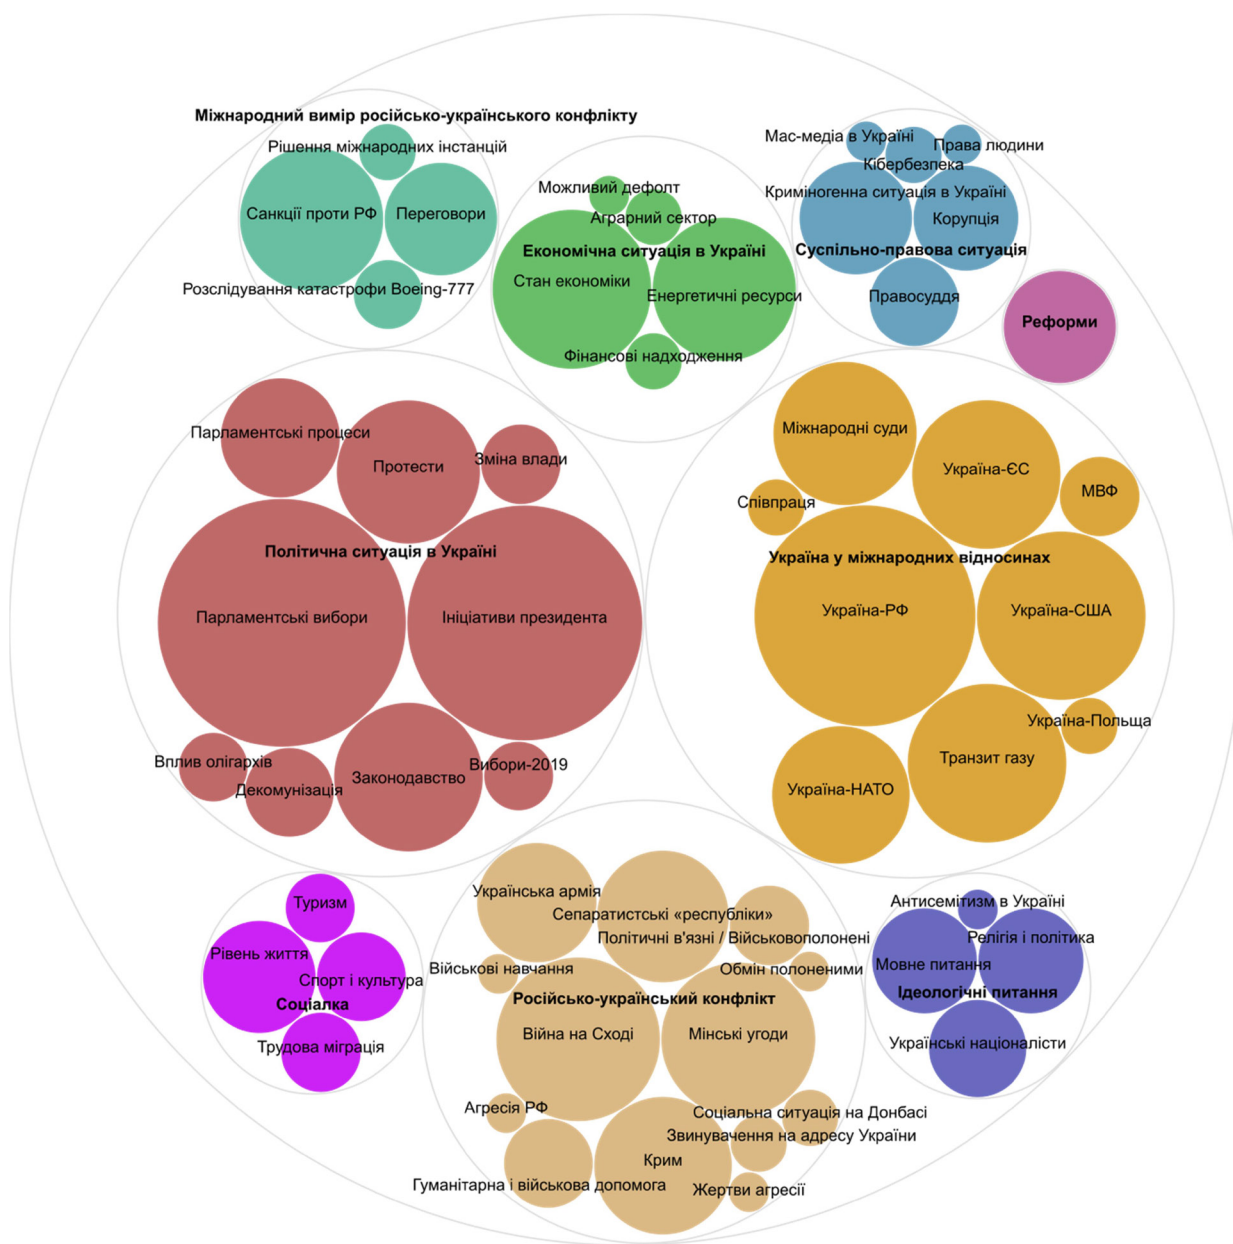 Міжнародний вимір російсько-українського конфлікту
Рішення міжнародних інстанцій
Санкції проти РФ
Переговори
Розслідування катастрофи Boeing-777
Можливий дефолт
Аграрний сектор
Економічна ситуація в Україні
Стан економіки
Енергетичні ресурси
Фінансові надходження
Мас-медіа в Україні
Права людини
Кібербезпека
Криміногенна ситуація в Україні
Корупція
Суспільно-правова ситуація
Правосуддя
Реформи
Парламентські процеси
Протести
Зміна влади
Політична ситуація в Україні
Парламентські вибори
Ініціативи президента
Вплив олігархів
Декомунізація
Законодавство
Вибори-2019
Міжнародні суди
Україна-ЄС
МВФ
Співпраця
Україна у міжнародних відносинах
Україна-РФ
Україна-США
Україна-Польща
Транзит газу
Україна-НАТО
Туризм
Рівень життя
Спорт і культура
Соціалка
Трудова міграція
Українська армія
Сепаратистські «республіки»
Політичні в'язні / Військовополонені
Військові навчання
Обмін полоненими
Російсько-український конфлікт
Війна на Сході
Мінські угоди
Агресія РФ
Соціальна ситуація на Донбасі
Звинувачення на адресу України
Крим
Гуманітарна і військова допомога
Жертви агресії
Антисемітизм в Україні
Релігія і політика
Мовне питання
Ідеологічні питання
Українські націоналісти